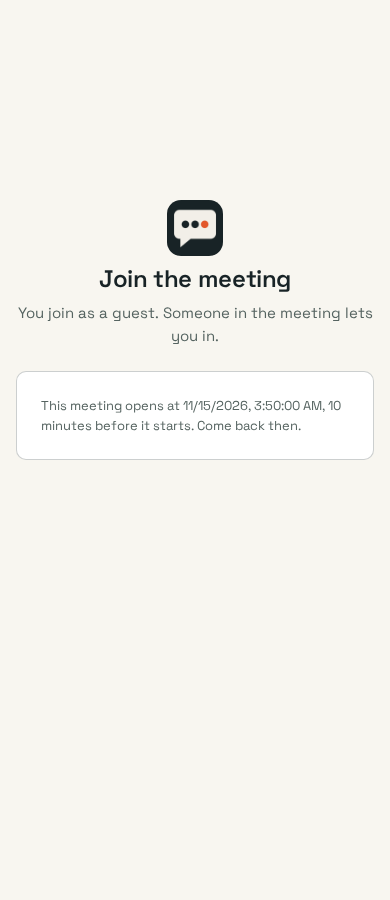 Join the meeting
You join as a guest. Someone in the meeting lets
you in.
This meeting opens at 11/15/2026, 3:50:00 AM, 10
minutes before it starts. Come back then.